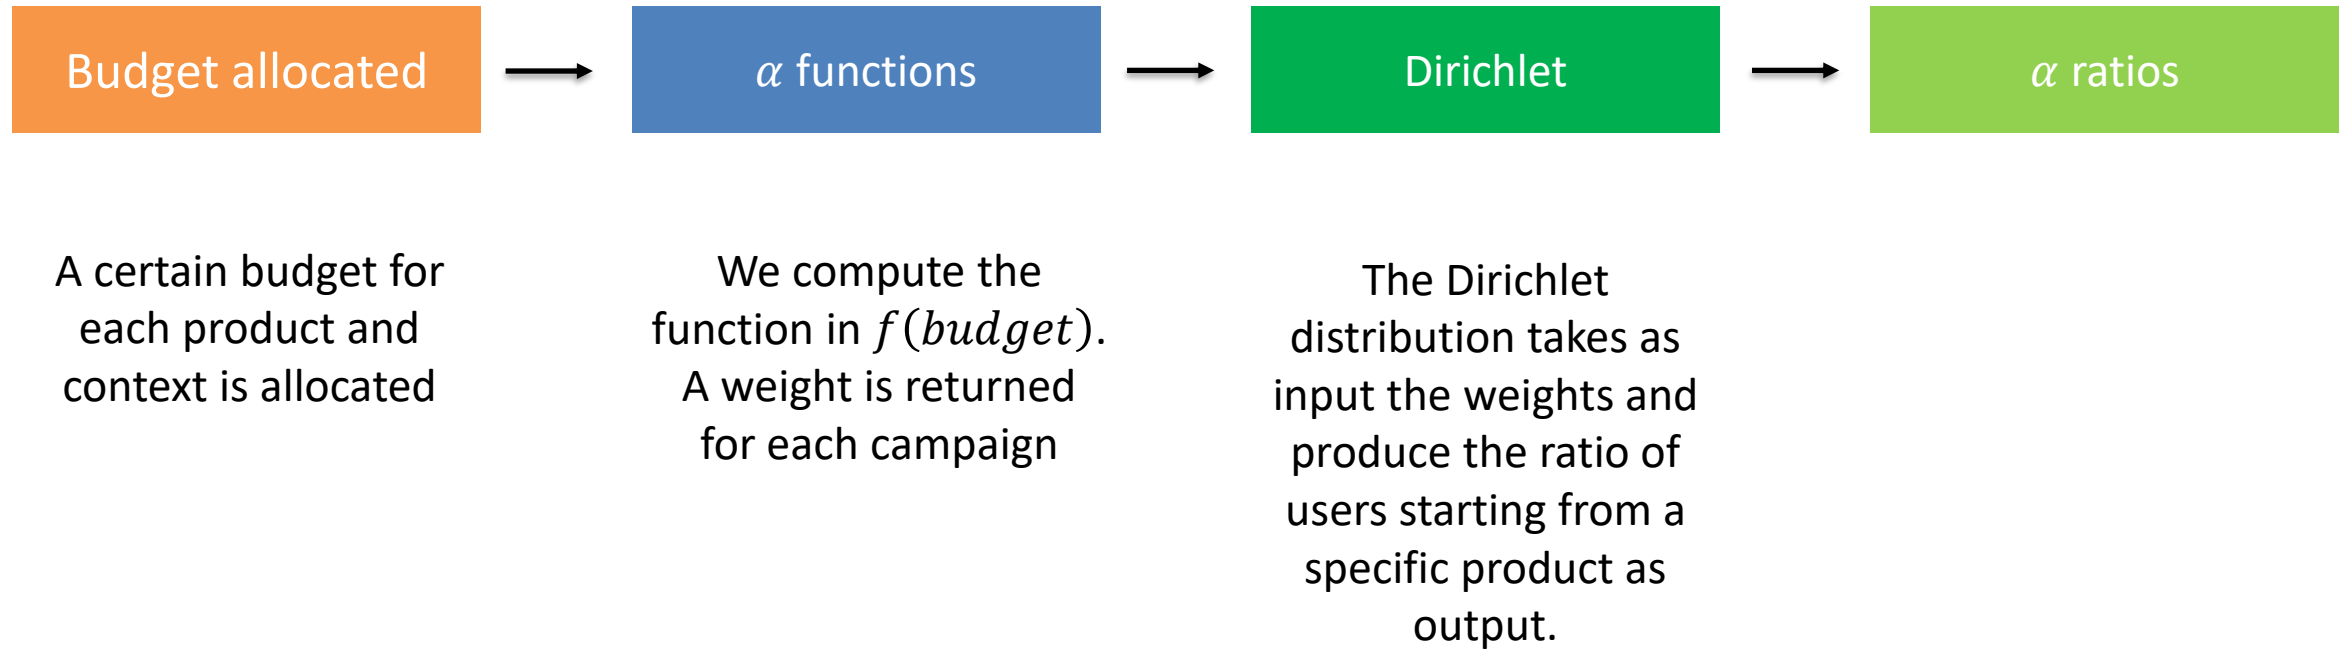 Budget allocated
α functions
Dirichlet
α ratios
A certain budget for
each product and
context is allocated
We compute the
function in f(budget).
A weight is returned
for each campaign
The Dirichlet
distribution takes as
input the weights and
produce the ratio of
users starting from a
specific product as
output.